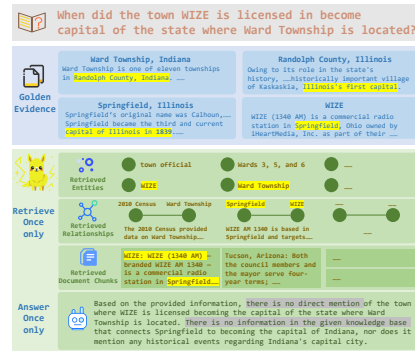 When did the town WIZE is licensed in become
capital of the state where Ward Township is located?
Golden
Evidence
Ward Township, Indiana
Ward Township is one of eleven townships
in Randolph County, Indiana. ……
Randolph County, Illinois
Owing to its role in the state's
history, ……historically important village
of Kaskaskia, Illinois's first capital.
Springfield, Illinois
Springfield's original name was Calhoun,……
Springfield became the third and current
capital of Illinois in 1839.……
WIZE
WIZE (1340 AM) is a commercial radio
station in Springfield, Ohio owned by
iHeartMedia, Inc. as part of their ……
Retrieve
Once
only
Retrieved
Entities
town official
Wards 3, 5, and 6
……
WIZE
Ward Township
……
Retrieved
Relationships
2010 Census Ward Township
The 2010 Census provided
data on Ward Township……
Springfield WIZE
WIZE AM 1340 is based in
Springfield and targets……
…… ……
……
Retrieved
Document Chunks
WIZE: WIZE (1340 AM) —
branded WIZE AM 1340 —
is a commercial radio
station in Springfield……
Tucson, Arizona: Both
the council members and
the mayor serve four-
year terms; ……
……
……
Answer
Once
only
Based on the provided information, there is no direct mention of the town
where WIZE is licensed becoming the capital of the state where Ward
Township is located. There is no information in the given knowledge base
that connects Springfield to becoming the capital of Indiana, nor does it
mention any historical events regarding Indiana's capital city.